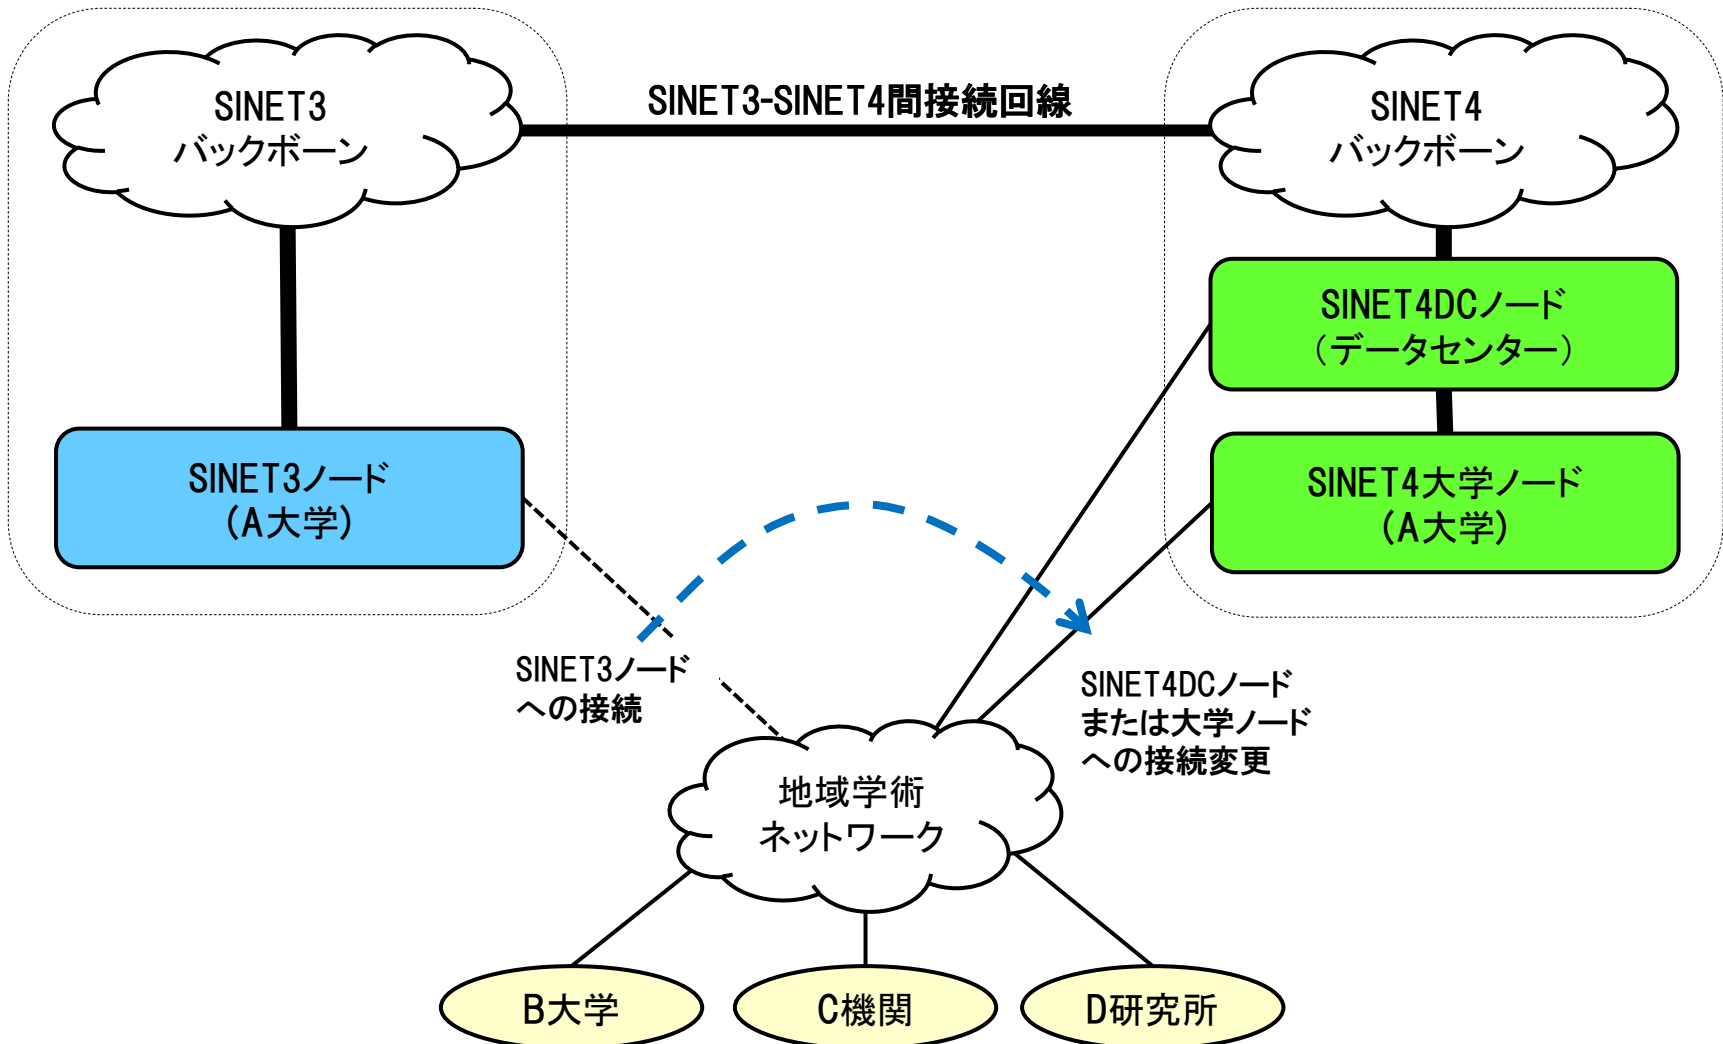 SINET3
バックボーン
SINET3-SINET4間接続回線
SINET4
バックボーン
SINET4DCノード
（データセンター）
SINET3ノード
(A大学)
SINET4大学ノード
(A大学)
SINET3ノード
への接続
SINET4DCノード
または大学ノード
への接続変更
地域学術
ネットワーク
B大学
C機関
D研究所